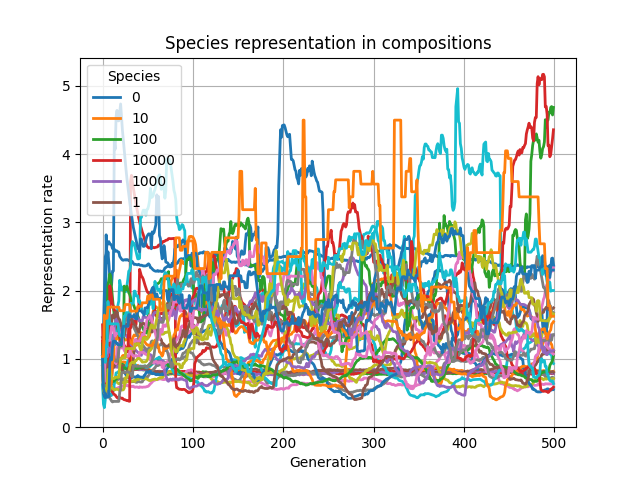 Species representation in compositions
Representation rate
5
4
3
2
1
0
Species
0
10
100
10000
1000
1
0 100 200 300 400 500
Generation